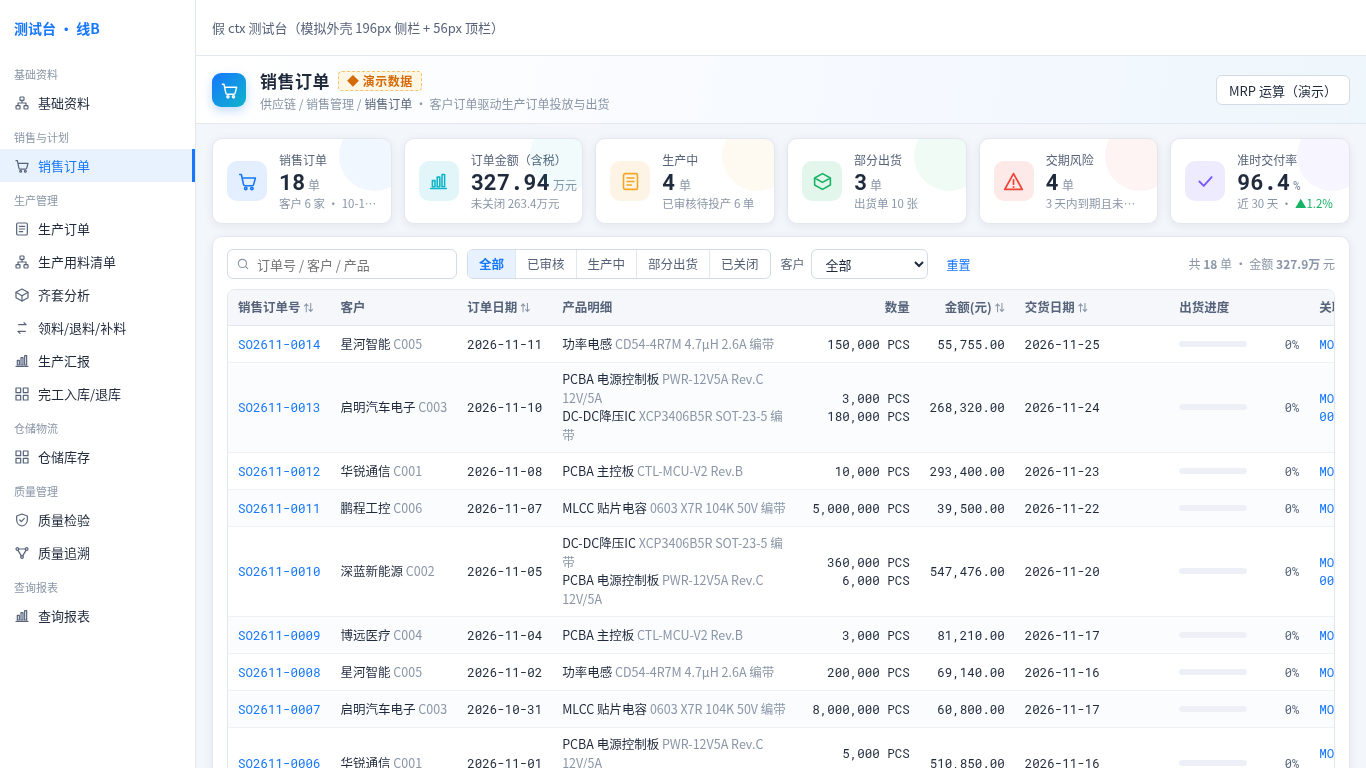 测试台 · 线B
假 ctx 测试台（模拟外壳 196px 侧栏 + 56px 顶栏）
基础资料
基础资料
销售与计划
销售订单
生产管理
生产订单
生产用料清单
齐套分析
领料/退料/补料
生产汇报
完工入库/退库
仓储物流
仓储库存
质量管理
质量检验
质量追溯
查询报表
查询报表
销售订单 ◆ 演示数据
供应链 / 销售管理 / 销售订单 · 客户订单驱动生产订单投放与出货
MRP 运算（演示）
销售订单
18 单
客户 6 家 · 10-1…
订单金额（含税）
327.94 万元
未关闭 263.4万元
生产中
4 单
已审核待投产 6 单
部分出货
3 单
出货单 10 张
交期风险
4 单
3 天内到期且未…
准时交付率
96.4 %
近 30 天 · ▲1.2%
订单号 / 客户 / 产品 全部 已审核 生产中 部分出货 已关闭 客户 全部 重置 共 18 单 · 金额 327.9万 元
销售订单号 ⇅ 客户 订单日期 ⇅ 产品明细 数量 金额(元) ⇅ 交货日期 ⇅ 出货进度
SO2611-0014 星河智能 C005 2026-11-11 功率电感 CD54-4R7M 4.7μH 2.6A 编带 150,000 PCS 55,755.00 2026-11-25 0% MO
SO2611-0013 启明汽车电子 C003 2026-11-10 PCBA 电源控制板 PWR-12V5A Rev.C
12V/5A
DC-DC降压IC XCP3406B5R SOT-23-5 编
带
3,000 PCS
180,000 PCS
268,320.00 2026-11-24 0% MO
00
SO2611-0012 华锐通信 C001 2026-11-08 PCBA 主控板 CTL-MCU-V2 Rev.B 10,000 PCS 293,400.00 2026-11-23 0% MO
SO2611-0011 鹏程工控 C006 2026-11-07 MLCC 贴片电容 0603 X7R 104K 50V 编带 5,000,000 PCS 39,500.00 2026-11-22 0% MO
SO2611-0010 深蓝新能源 C002 2026-11-05 DC-DC降压IC XCP3406B5R SOT-23-5 编
带
PCBA 电源控制板 PWR-12V5A Rev.C
12V/5A
360,000 PCS
6,000 PCS
547,476.00 2026-11-20 0% MO
00
SO2611-0009 博远医疗 C004 2026-11-04 PCBA 主控板 CTL-MCU-V2 Rev.B 3,000 PCS 81,210.00 2026-11-17 0% MO
SO2611-0008 星河智能 C005 2026-11-02 功率电感 CD54-4R7M 4.7μH 2.6A 编带 200,000 PCS 69,140.00 2026-11-16 0% MO
SO2611-0007 启明汽车电子 C003 2026-10-31 MLCC 贴片电容 0603 X7R 104K 50V 编带 8,000,000 PCS 60,800.00 2026-11-17 0% MO
SO2611-0006 华锐通信 C001 2026-11-01 PCBA 电源控制板 PWR-12V5A Rev.C
12V/5A
5,000 PCS
510,850.00 2026-11-16 0% MO